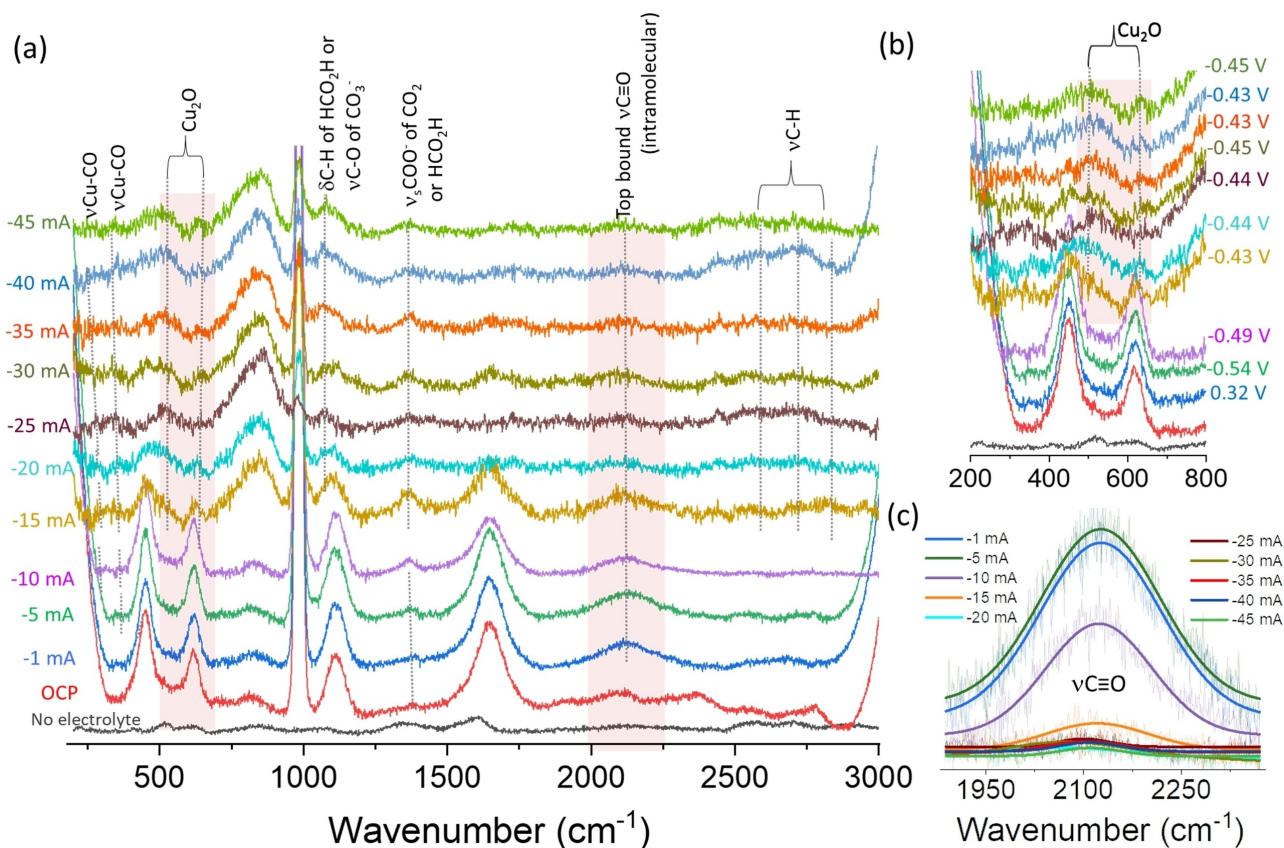 (a)
νCu-CO
νCu-CO
Cu₂O
δC-H of HCO₂H or
νC-O of CO₃⁻
νₛCOO⁻ of CO₂
or HCO₂H
Top bound νC≡O
(intramolecular)
νC-H
-45 mA
-40 mA
-35 mA
-30 mA
-25 mA
-20 mA
-15 mA
-10 mA
-5 mA
-1 mA
OCP
No electrolyte
500 1000 1500 2000 2500 3000
Wavenumber (cm⁻¹)
(b)
Cu₂O
-0.45 V
-0.43 V
-0.43 V
-0.45 V
-0.44 V
-0.44 V
-0.43 V
-0.49 V
-0.54 V
0.32 V
200 400 600 800
(c)
-1 mA
-5 mA
-10 mA
-15 mA
-20 mA
-25 mA
-30 mA
-35 mA
-40 mA
-45 mA
νC≡O
1950 2100 2250
Wavenumber (cm⁻¹)